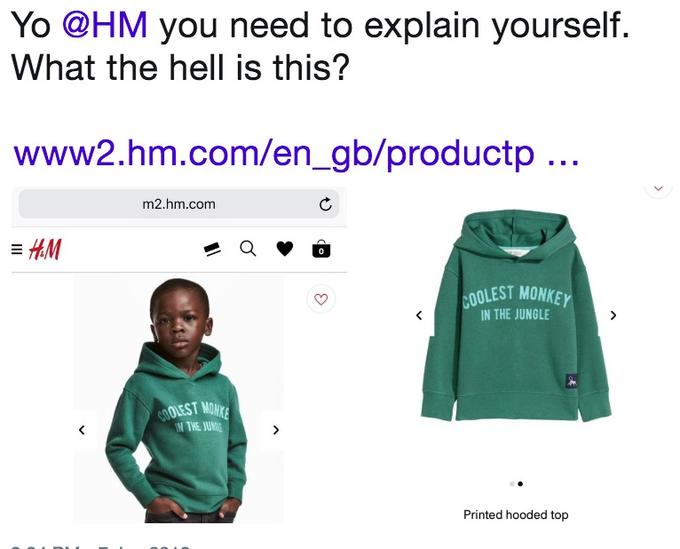 Yo @HM you need to explain yourself.
What the hell is this?
www2.hm.com/en_gb/productp ...
m2.hm.com
H&M
0
COOLEST MONKE
IN THE JUNGLE
COOLEST MONKEY
IN THE JUNGLE
Printed hooded top